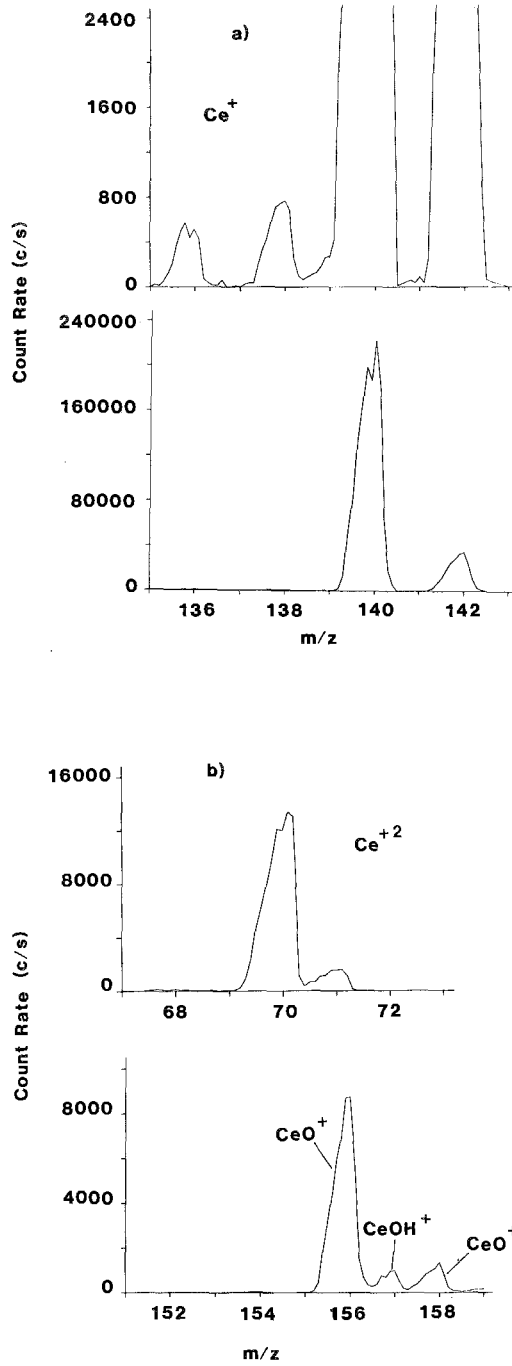 2400
a)
1600
Ce+
800
0
Count Rate (c/s)
240000
160000
80000
0
136 138 140 142
m/z
16000
b)
Ce+2
8000
0
68 70 72
Count Rate (c/s)
8000
CeO+
4000
CeOH+
CeO+
0
152 154 156 158
m/z